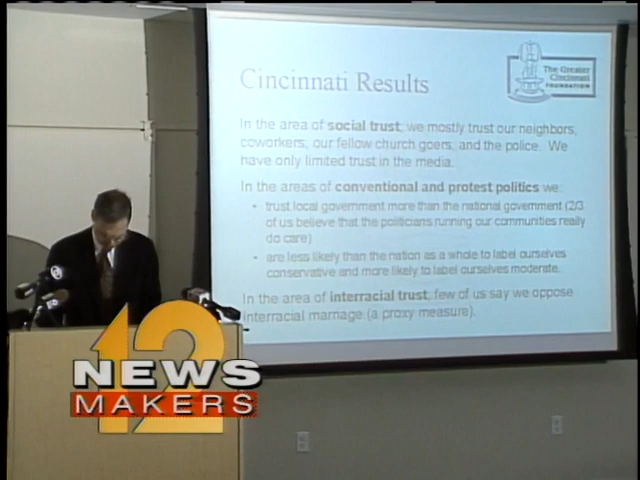 Cincinnati Results
The Greater
Cincinnati
FOUNDATION
In the area of social trust, we mostly trust our neighbors,
coworkers, our fellow church goers, and the police. We
have only limited trust in the media.
In the areas of conventional and protest politics we:
• trust local government more than the national government (2/3
of us believe that the politicians running our communities really
do care)
• are less likely than the nation as a whole to label ourselves
conservative and more likely to label ourselves moderate.
In the area of interracial trust, few of us say we oppose
interracial marriage (a proxy measure).
12
NEWS
MAKERS